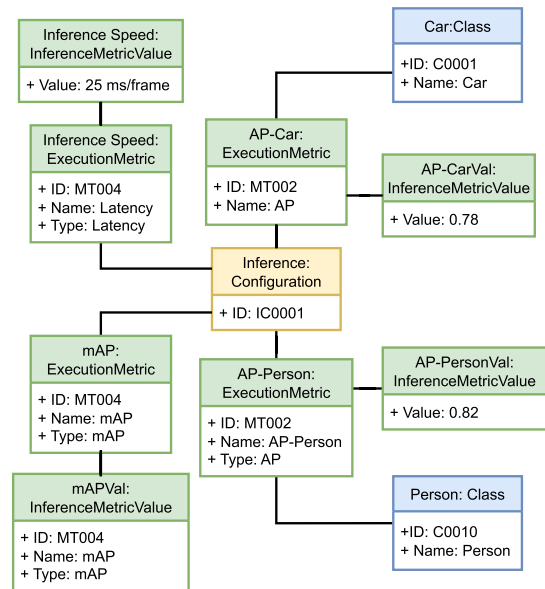 Inference Speed:
InferenceMetricValue
+ Value: 25 ms/frame
Inference Speed:
ExecutionMetric
+ ID: MT004
+ Name: Latency
+ Type: Latency
Car:Class
+ID: C0001
+ Name: Car
AP-Car:
ExecutionMetric
+ ID: MT002
+ Name: AP
AP-CarVal:
InferenceMetricValue
+ Value: 0.78
Inference:
Configuration
+ ID: IC0001
mAP:
ExecutionMetric
+ ID: MT004
+ Name: mAP
+ Type: mAP
AP-Person:
ExecutionMetric
+ ID: MT002
+ Name: AP-Person
+ Type: AP
AP-PersonVal:
InferenceMetricValue
+ Value: 0.82
mAPVal:
InferenceMetricValue
+ ID: MT004
+ Name: mAP
+ Type: mAP
Person: Class
+ID: C0010
+ Name: Person